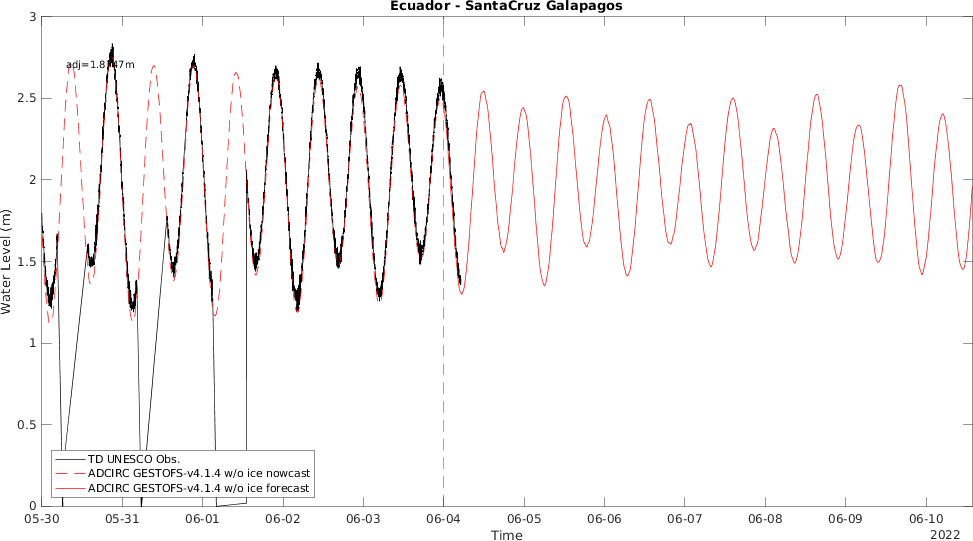 Ecuador - SantaCruz Galapagos
3
adj=1.8747m
2.5
2
1.5
1
0.5
0
Water Level (m)
TD UNESCO Obs.
ADCIRC GESTOFS-v4.1.4 w/o ice nowcast
ADCIRC GESTOFS-v4.1.4 w/o ice forecast
05-30 05-31 06-01 06-02 06-03 06-04 06-05 06-06 06-07 06-08 06-09 06-10
Time
2022